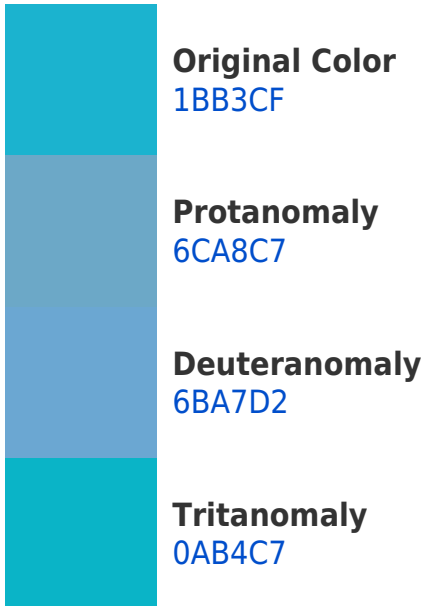 Original Color
1BB3CF
Protanomaly
6CA8C7
Deuteranomaly
6BA7D2
Tritanomaly
0AB4C7